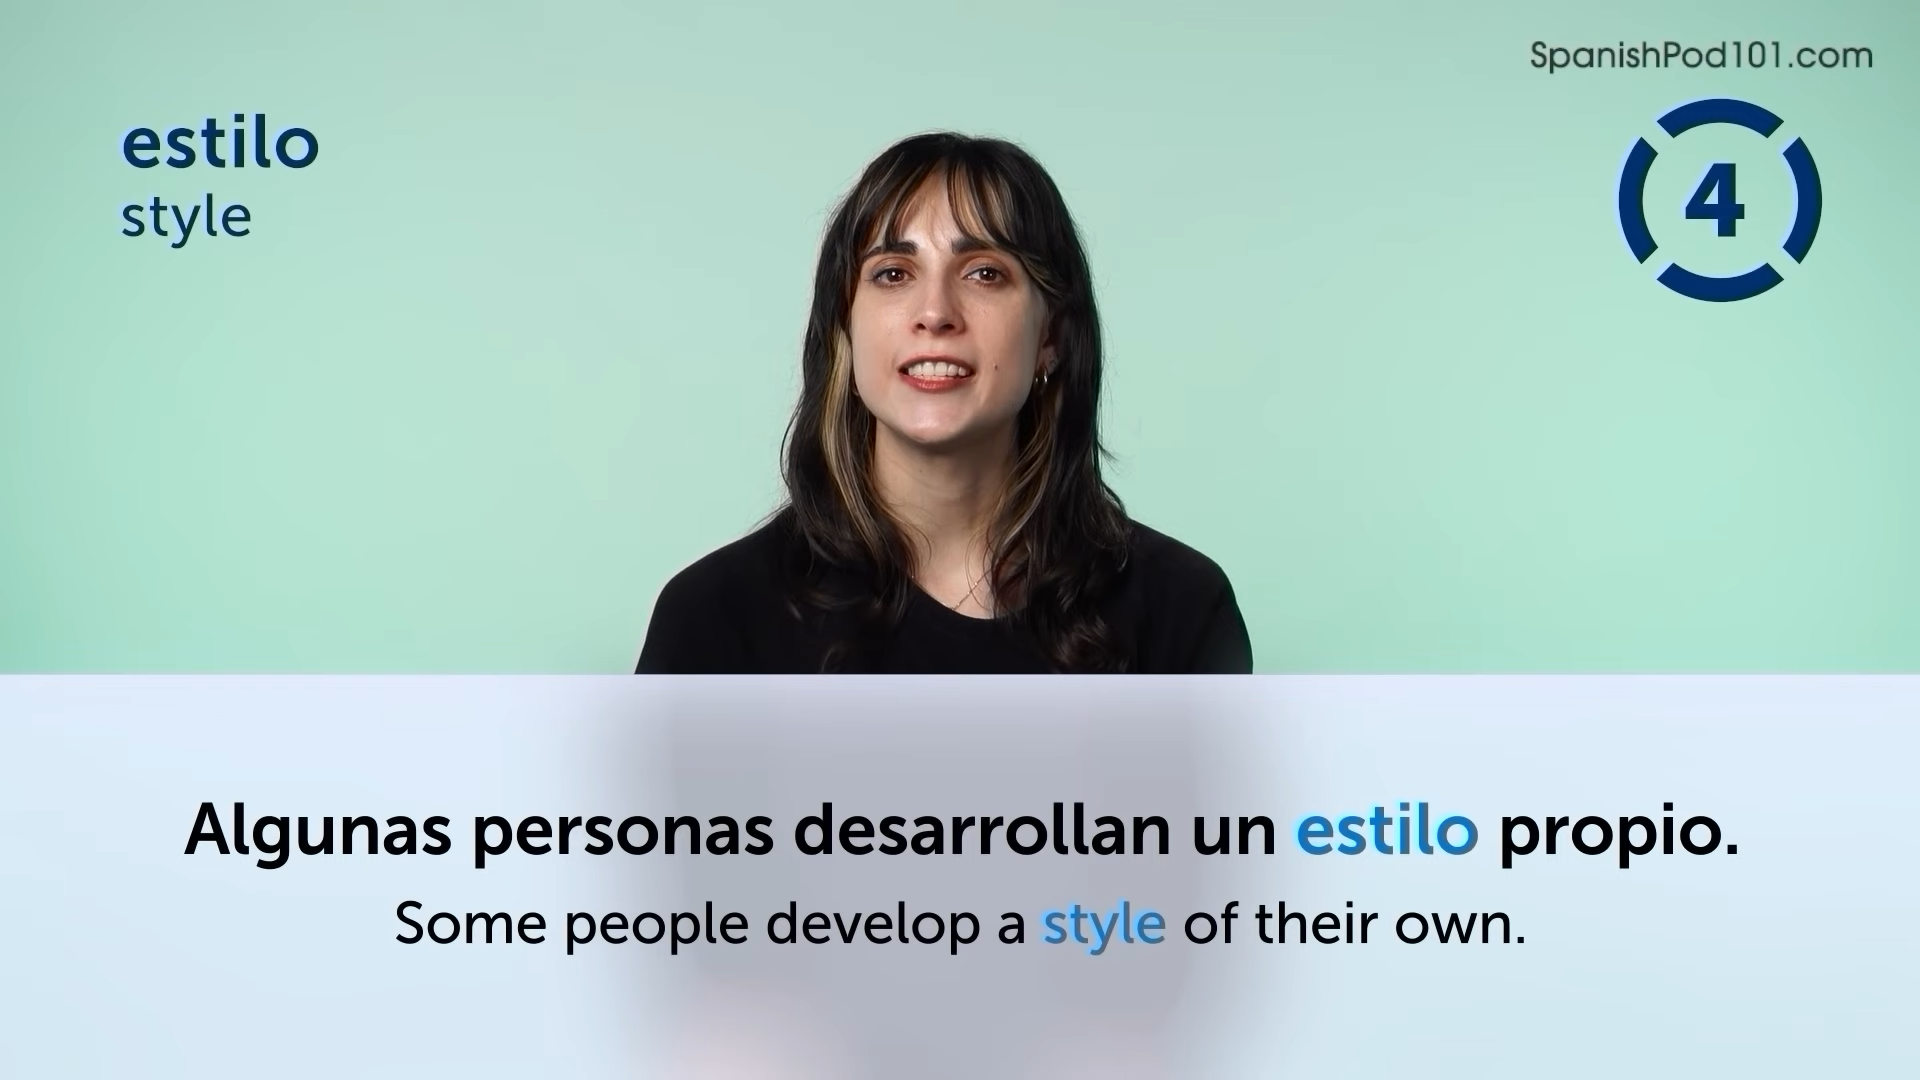 SpanishPod101.com
estilo
style
4
Algunas personas desarrollan un estilo propio.
Some people develop a style of their own.